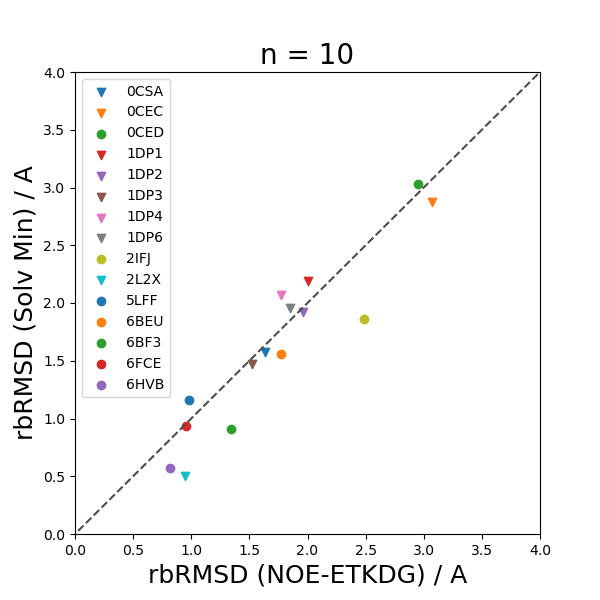 n = 10
rbRMSD (Solv Min) / A
4.0
3.5
3.0
2.5
2.0
1.5
1.0
0.5
0.0
0CSA
0CEC
0CED
1DP1
1DP2
1DP3
1DP4
1DP6
2IFJ
2L2X
5LFF
6BEU
6BF3
6FCE
6HVB
0.0 0.5 1.0 1.5 2.0 2.5 3.0 3.5 4.0
rbRMSD (NOE-ETKDG) / A